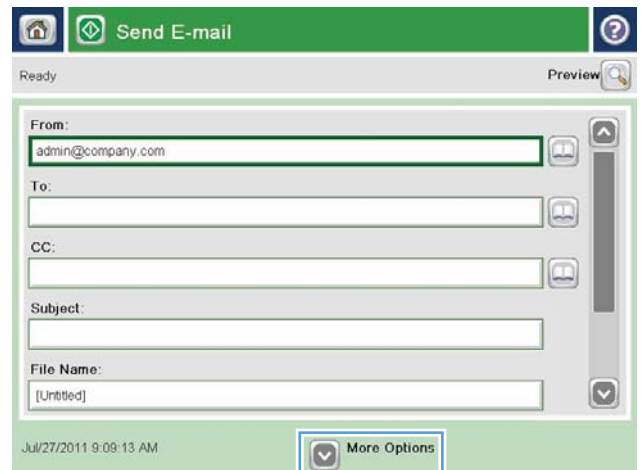 Send E-mail
Ready
Preview
From:
admin@company.com
To:
CC:
Subject:
File Name:
[Untitled]
Jul/27/2011 9:09:13 AM
More Options